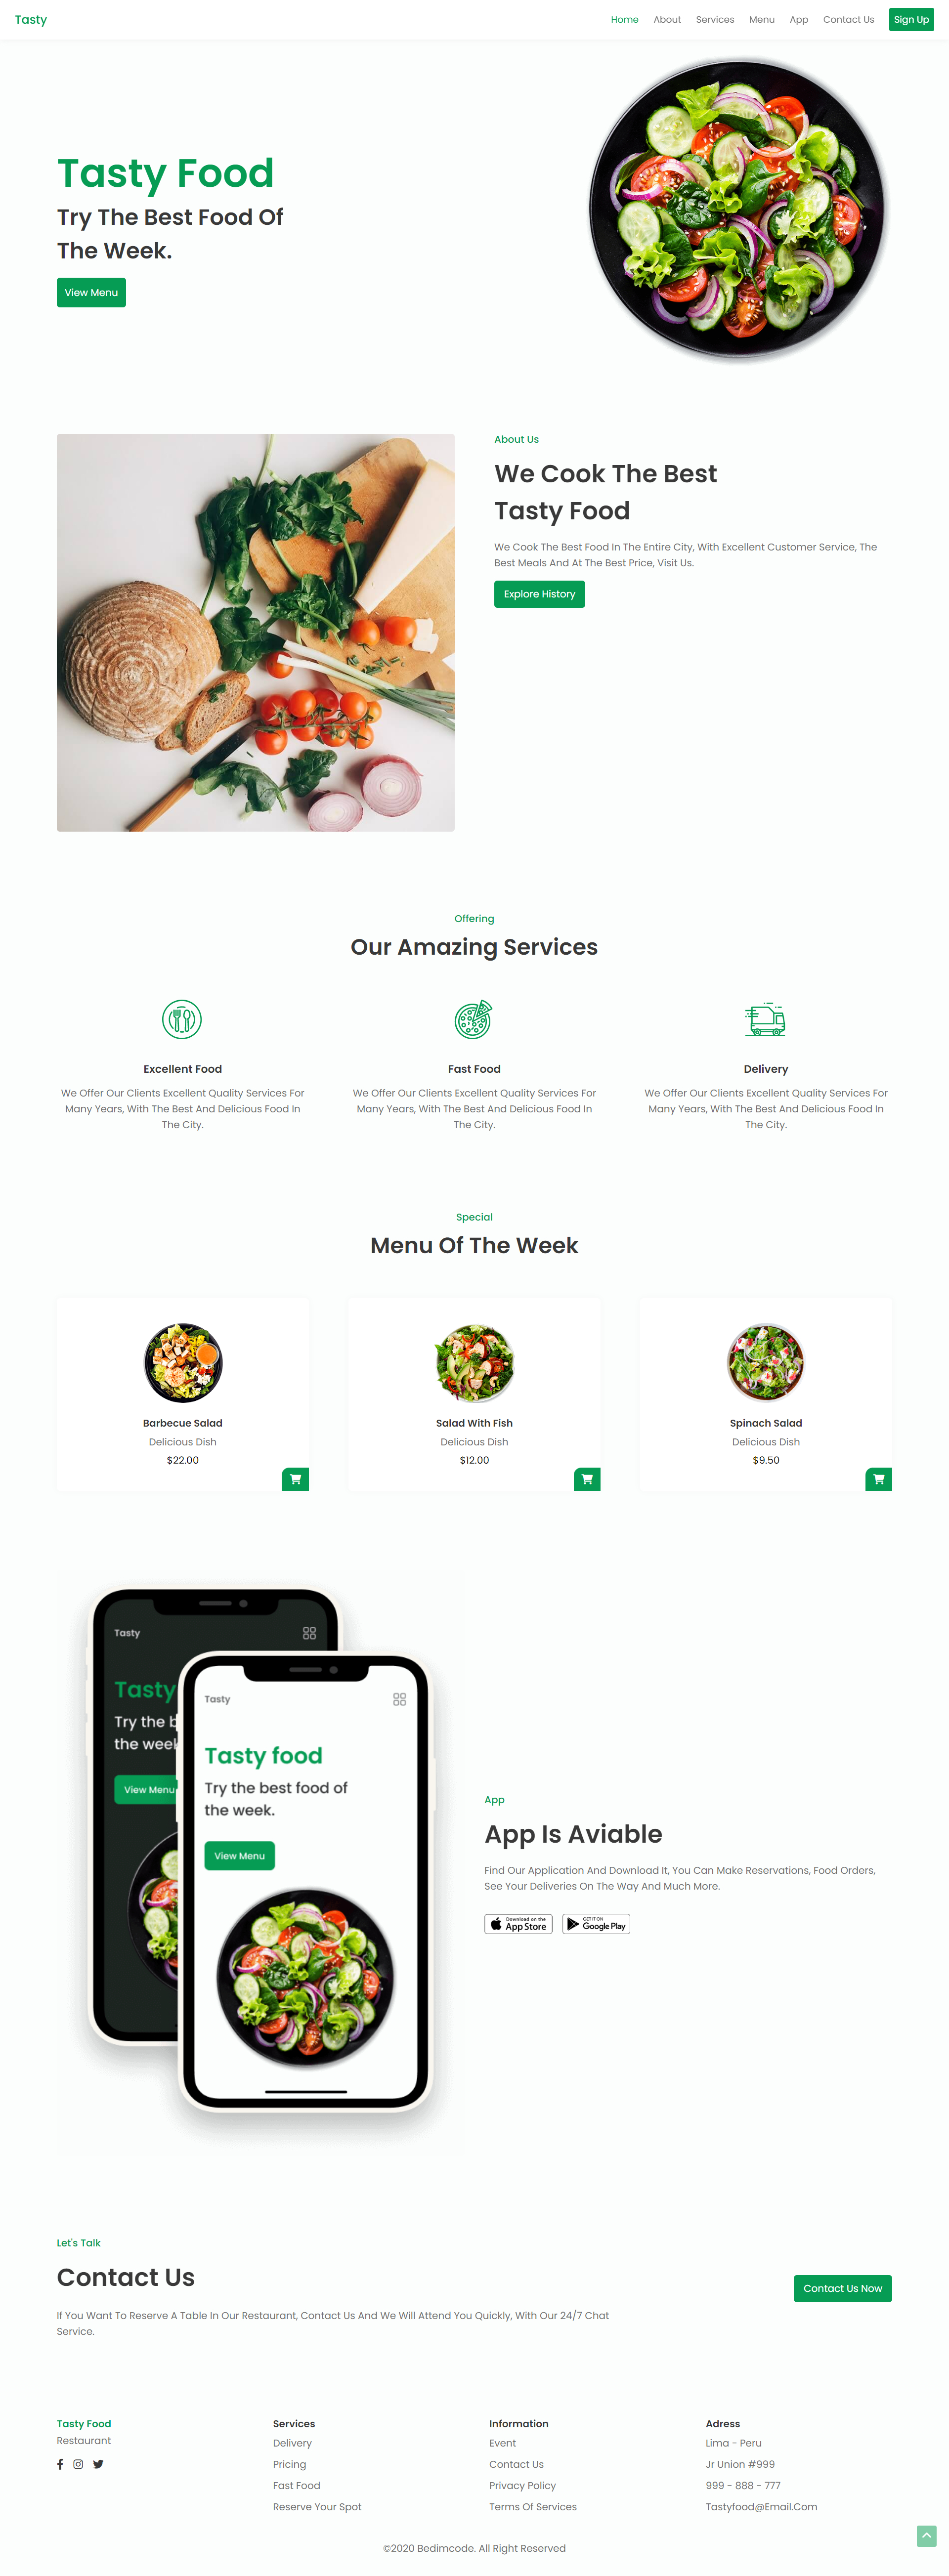 Tasty
Home About Services Menu App Contact Us Sign Up
Tasty Food
Try The Best Food Of
The Week.
View Menu
About Us
We Cook The Best
Tasty Food
We Cook The Best Food In The Entire City, With Excellent Customer Service, The
Best Meals And At The Best Price, Visit Us.
Explore History
Offering
Our Amazing Services
Excellent Food
We Offer Our Clients Excellent Quality Services For
Many Years, With The Best And Delicious Food In
The City.
Fast Food
We Offer Our Clients Excellent Quality Services For
Many Years, With The Best And Delicious Food In
The City.
Delivery
We Offer Our Clients Excellent Quality Services For
Many Years, With The Best And Delicious Food In
The City.
Special
Menu Of The Week
Barbecue Salad
Delicious Dish
$22.00
Salad With Fish
Delicious Dish
$12.00
Spinach Salad
Delicious Dish
$9.50
Tasty
Tasty
Try the b
the week
View Menu
Tasty
Tasty food
Try the best food of
the week.
View Menu
App
App Is Aviable
Find Our Application And Download It, You Can Make Reservations, Food Orders,
See Your Deliveries On The Way And Much More.
Download on the
App Store
GET IT ON
Google Play
Let's Talk
Contact Us
If You Want To Reserve A Table In Our Restaurant, Contact Us And We Will Attend You Quickly, With Our 24/7 Chat
Service.
Contact Us Now
Tasty Food
Restaurant
Services
Delivery
Pricing
Fast Food
Reserve Your Spot
Information
Event
Contact Us
Privacy Policy
Terms Of Services
Adress
Lima - Peru
Jr Union #999
999 - 888 - 777
Tastyfood@Email.Com
©2020 Bedimcode. All Right Reserved